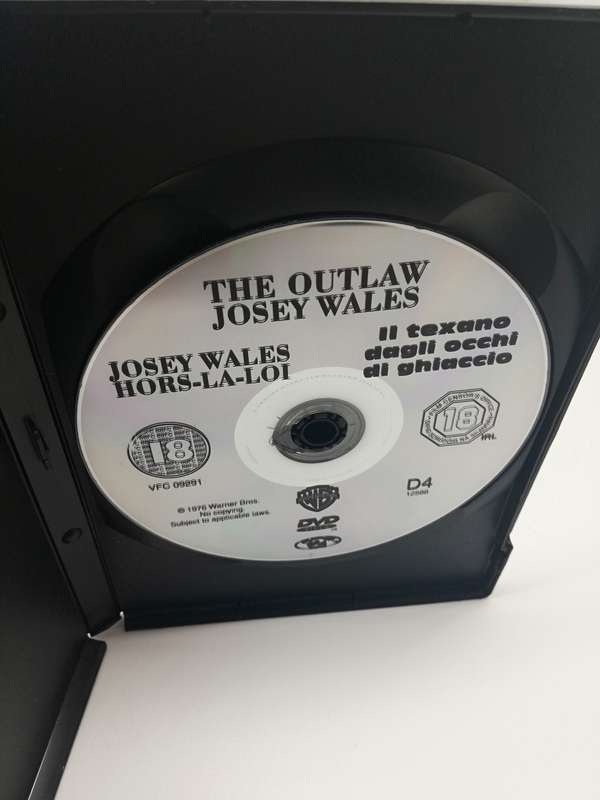 THE OUTLAW
JOSEY WALES
JOSEY WALES
HORS-LA-LOI
Il texano
dagli occhi
di ghiaccio
18
VFC 09291
18
IRL
© 1976 Warner Bros.
No copying.
Subject to applicable laws.
DVD
D4